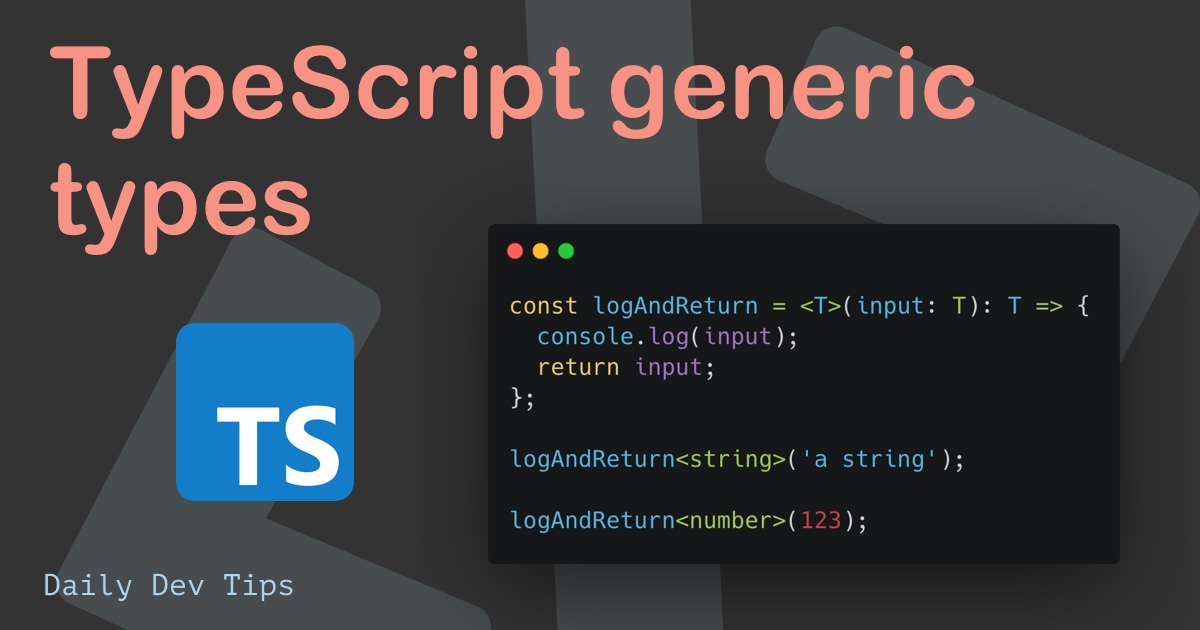 TypeScript generic
types
const logAndReturn = <T>(input: T): T => {
  console.log(input);
  return input;
};
logAndReturn<string>('a string');
logAndReturn<number>(123);
TS
Daily Dev Tips